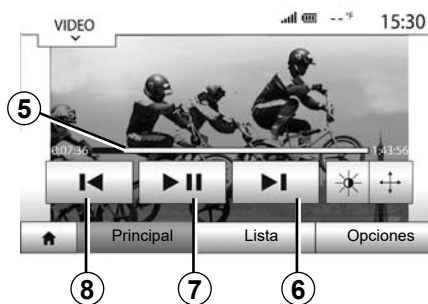 VIDEO
--°F
15:30
5
0:07:36
1:43:56
Principal
Lista
Opciones
8
7
6